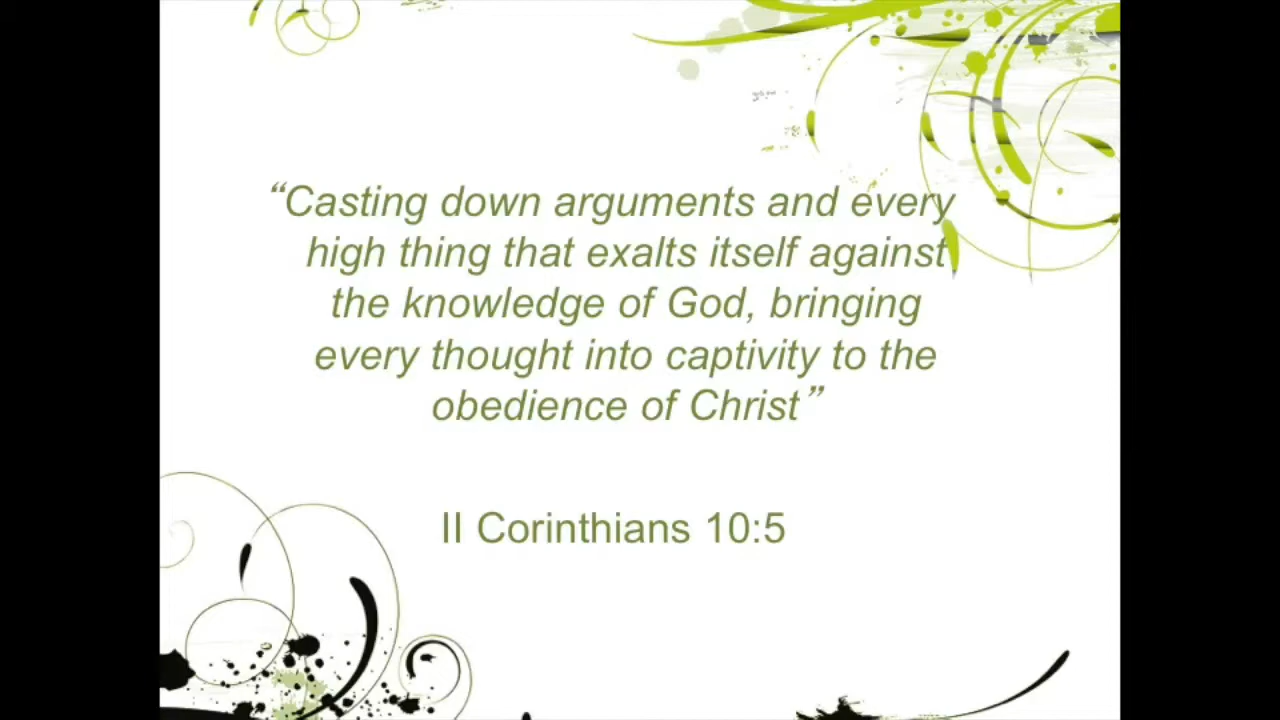 “Casting down arguments and every
high thing that exalts itself against
the knowledge of God, bringing
every thought into captivity to the
obedience of Christ”
II Corinthians 10:5